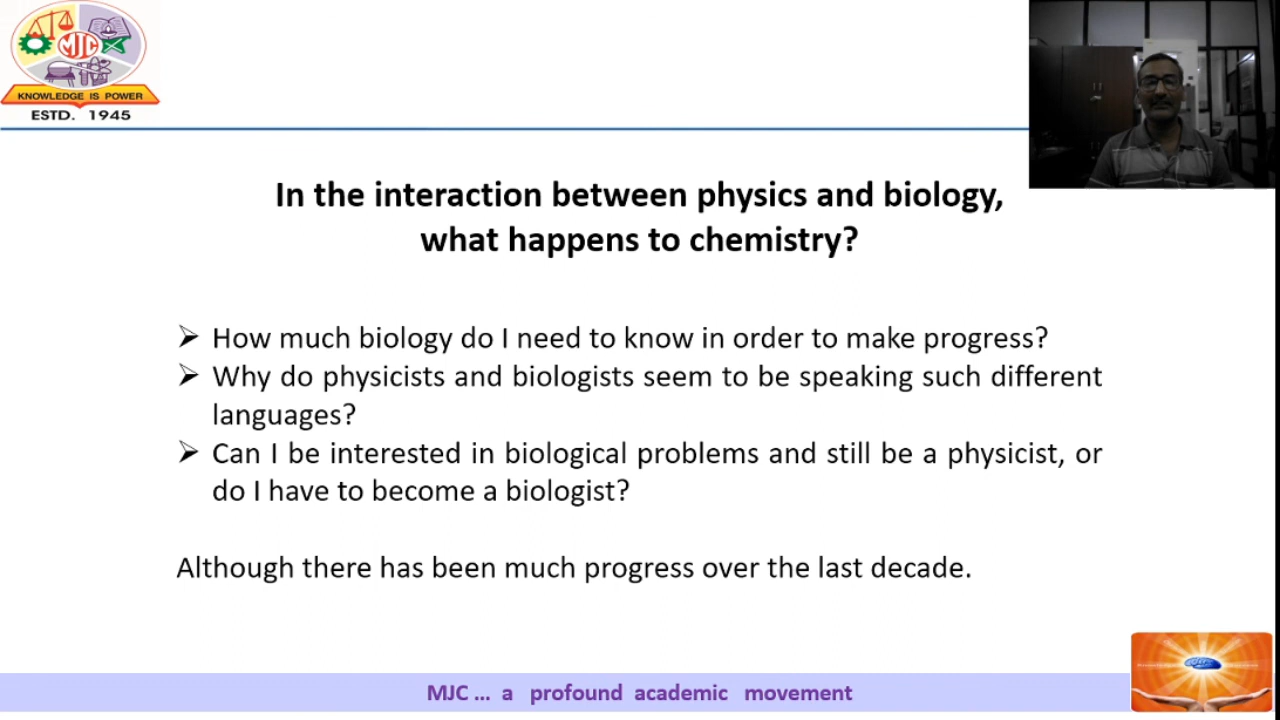 MJC
KNOWLEDGE IS POWER
ESTD. 1945
In the interaction between physics and biology,
what happens to chemistry?
➢ How much biology do I need to know in order to make progress?
➢ Why do physicists and biologists seem to be speaking such different
languages?
➢ Can I be interested in biological problems and still be a physicist, or
do I have to become a biologist?
Although there has been much progress over the last decade.
MJC ... a profound academic movement